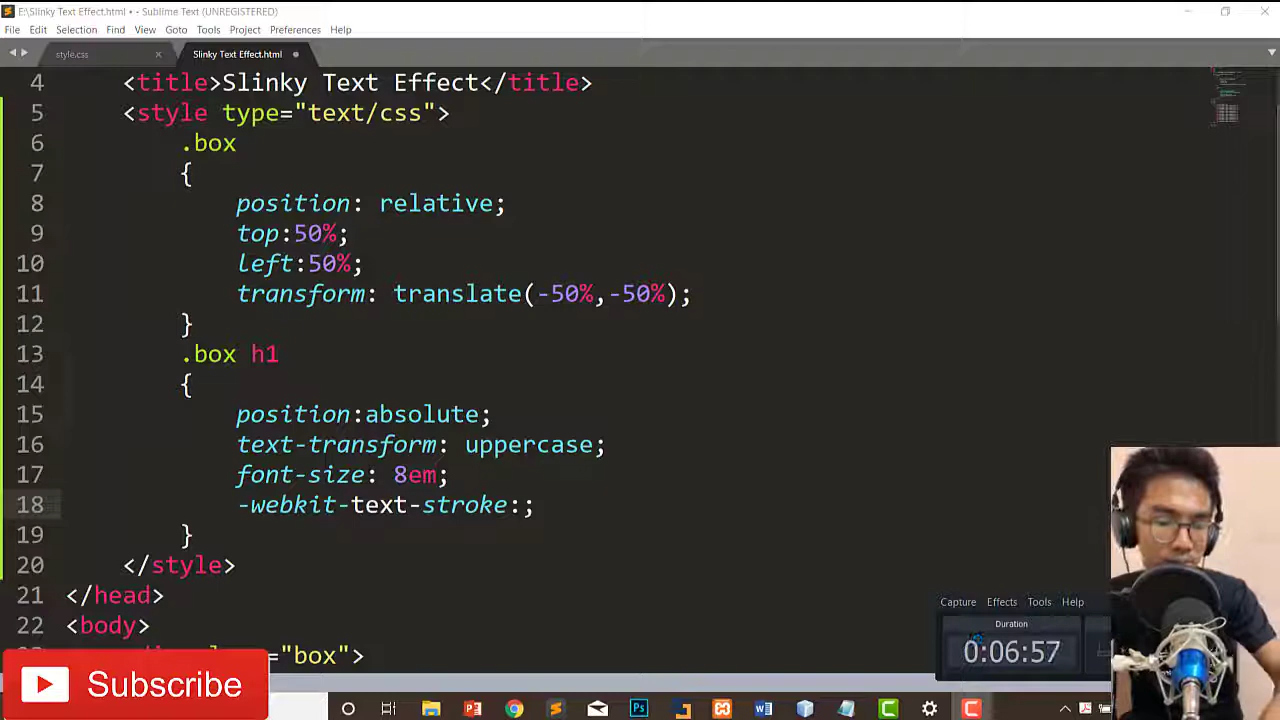 E:\Slinky Text Effect.html • - Sublime Text (UNREGISTERED)
File Edit Selection Find View Goto Tools Project Preferences Help
style.css × Slinky Text Effect.html
4 <title>Slinky Text Effect</title>
5 <style type="text/css">
6 .box
7 {
8 position: relative;
9 top:50%;
10 left:50%;
11 transform: translate(-50%,-50%);
12 }
13 .box h1
14 {
15 position:absolute;
16 text-transform: uppercase;
17 font-size: 8em;
18 -webkit-text-stroke:;
19 }
20 </style>
21 </head>
22 <body>
="box">
Capture Effects Tools Help
Duration
0:06:57
Subscribe